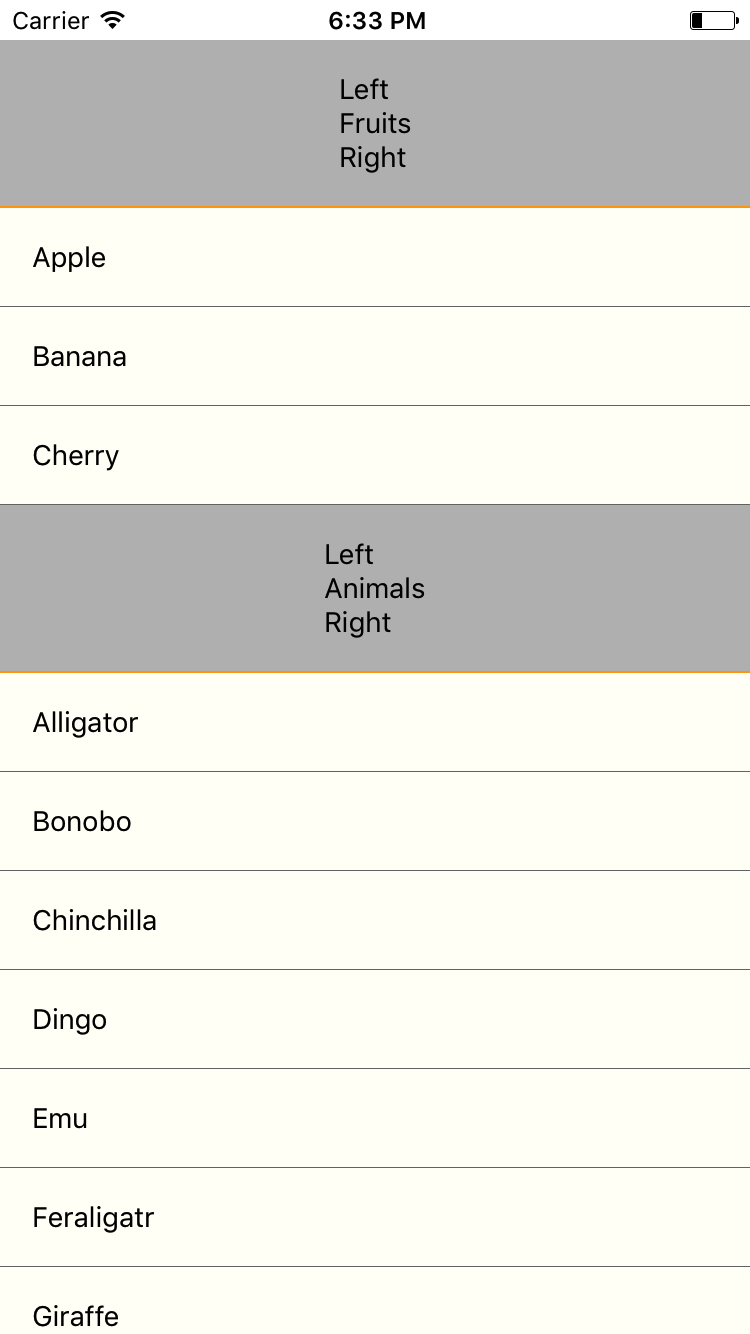 Carrier 6:33 PM
Left
Fruits
Right
Apple
Banana
Cherry
Left
Animals
Right
Alligator
Bonobo
Chinchilla
Dingo
Emu
Feraligatr
Giraffe